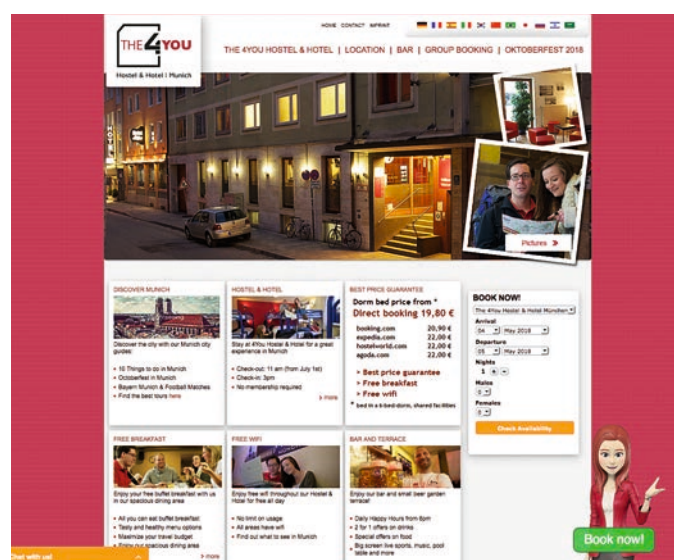 HOME CONTACT IMPRINT
THE 4YOU
Hostel & Hotel | Munich
THE 4YOU HOSTEL & HOTEL | LOCATION | BAR | GROUP BOOKING | OKTOBERFEST 2018
Pictures »
DISCOVER MUNICH
Discover the city with our Munich city
guides:
10 Things to do in Munich
Octoberfest in Munich
Bayern Munich & Football Matches
Find the best tours here
HOSTEL & HOTEL
Stay at 4You Hostel & Hotel for a great
experience in Munich
Check-out: 11 am (from July 1st)
Check-in: 3pm
No membership required
» more
BEST PRICE GUARANTEE
Dorm bed price from *
Direct booking 19,80 €
booking.com 20,90 €
expedia.com 22,00 €
hostelworld.com 22,00 €
agoda.com 22,00 €
Best price guarantee
Free breakfast
Free wifi
* bed in a 6-bed-dorm, shared facilities
BOOK NOW!
The 4You Hostel & Hotel München
Arrival
04 May 2018
Departure
05 May 2018
Nights
1 + -
Males
0
Females
0
Check Availability
FREE BREAKFAST
Enjoy your free buffet breakfast with us
in our spacious dining area
All you can eat buffet breakfast
Tasty and healthy menu options
Maximize your travel budget
Enjoy our spacious dining area
» more
FREE WIFI
Enjoy free wifi throughout our Hostel &
Hotel for free all day
No limit on usage
All areas have wifi
Find out what to see in Munich
BAR AND TERRACE
Enjoy our bar and small beer garden
terrace!
Daily Happy Hours from 6pm
2 for 1 offers on drinks
Special offers on food
Big screen live sports, music, pool
table and more
Chat with us!
Book now!